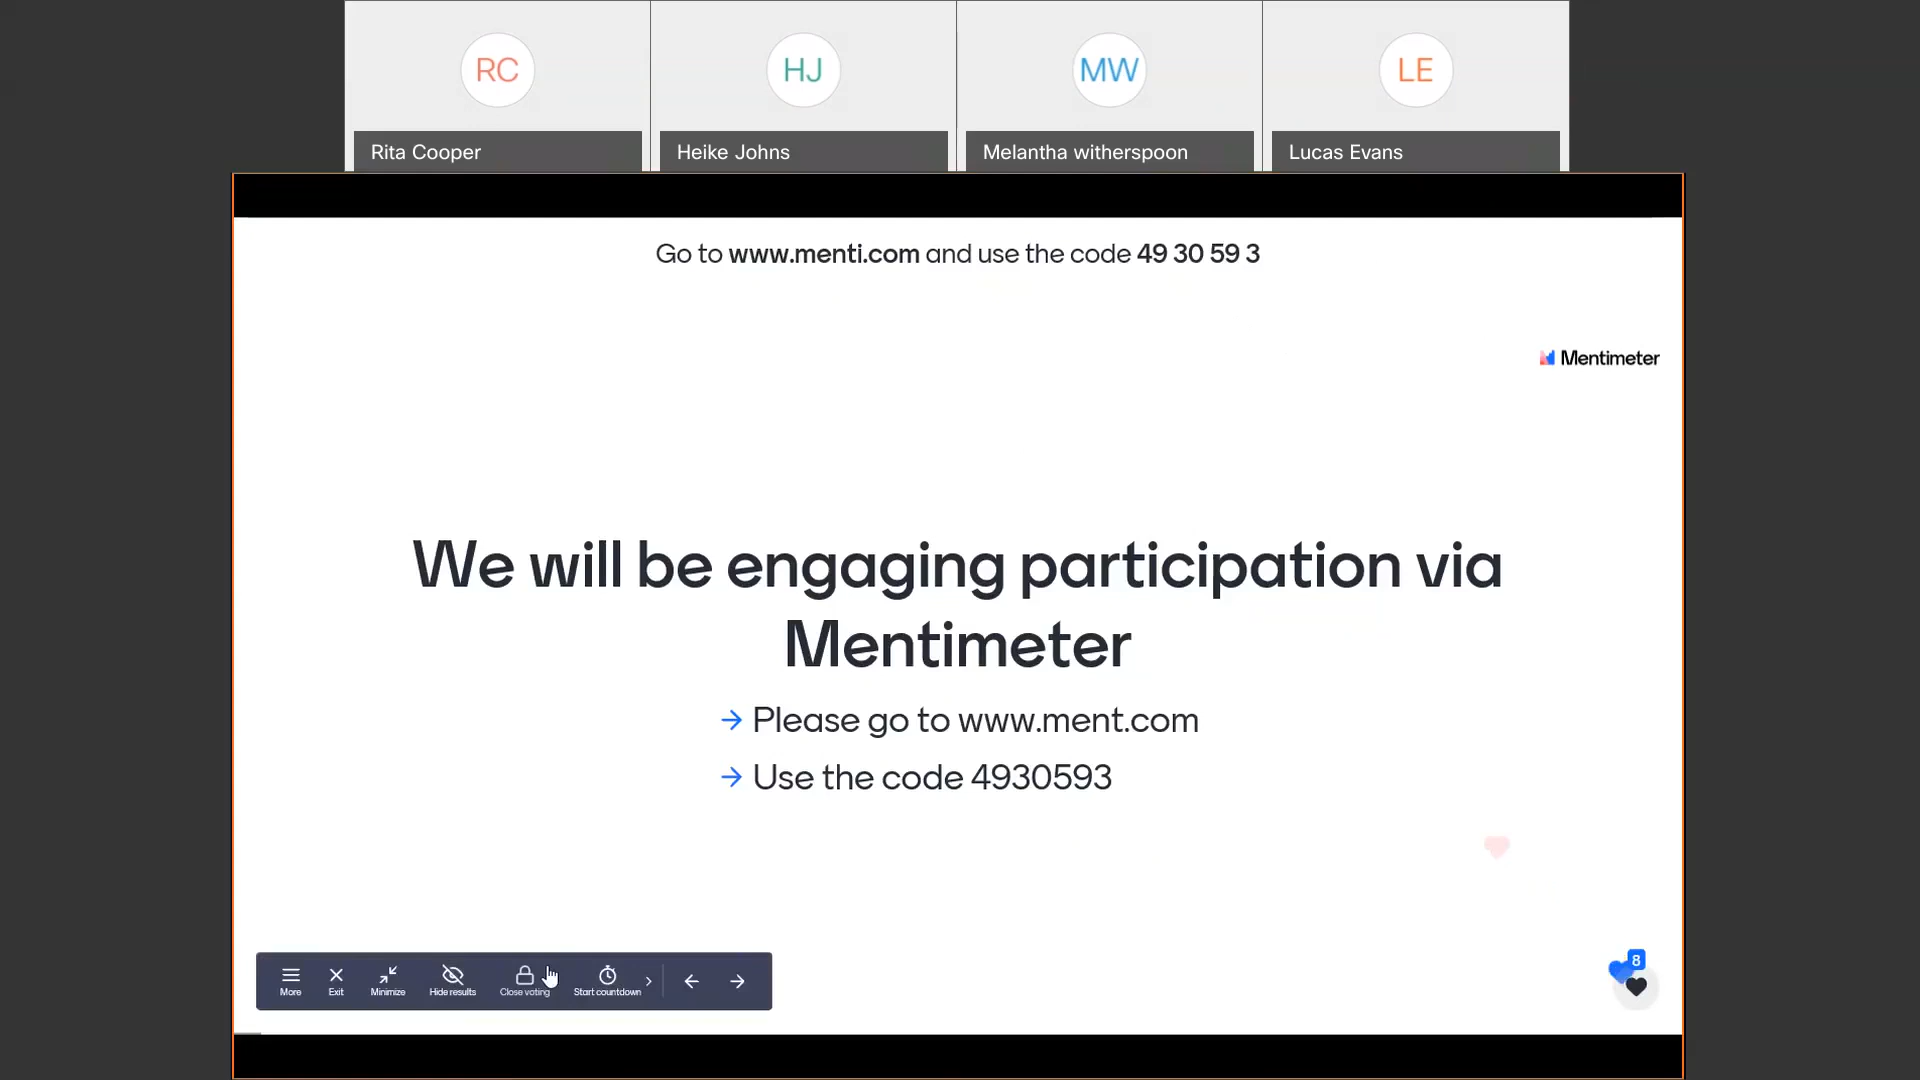 RC
HJ
MW
LE
Rita Cooper
Heike Johns
Melantha witherspoon
Lucas Evans
Go to www.menti.com and use the code 49 30 59 3
Mentimeter
We will be engaging participation via
Mentimeter
→ Please go to www.ment.com
→ Use the code 4930593
8
More
Exit
Minimize
Hide results
Close voting
Start countdown